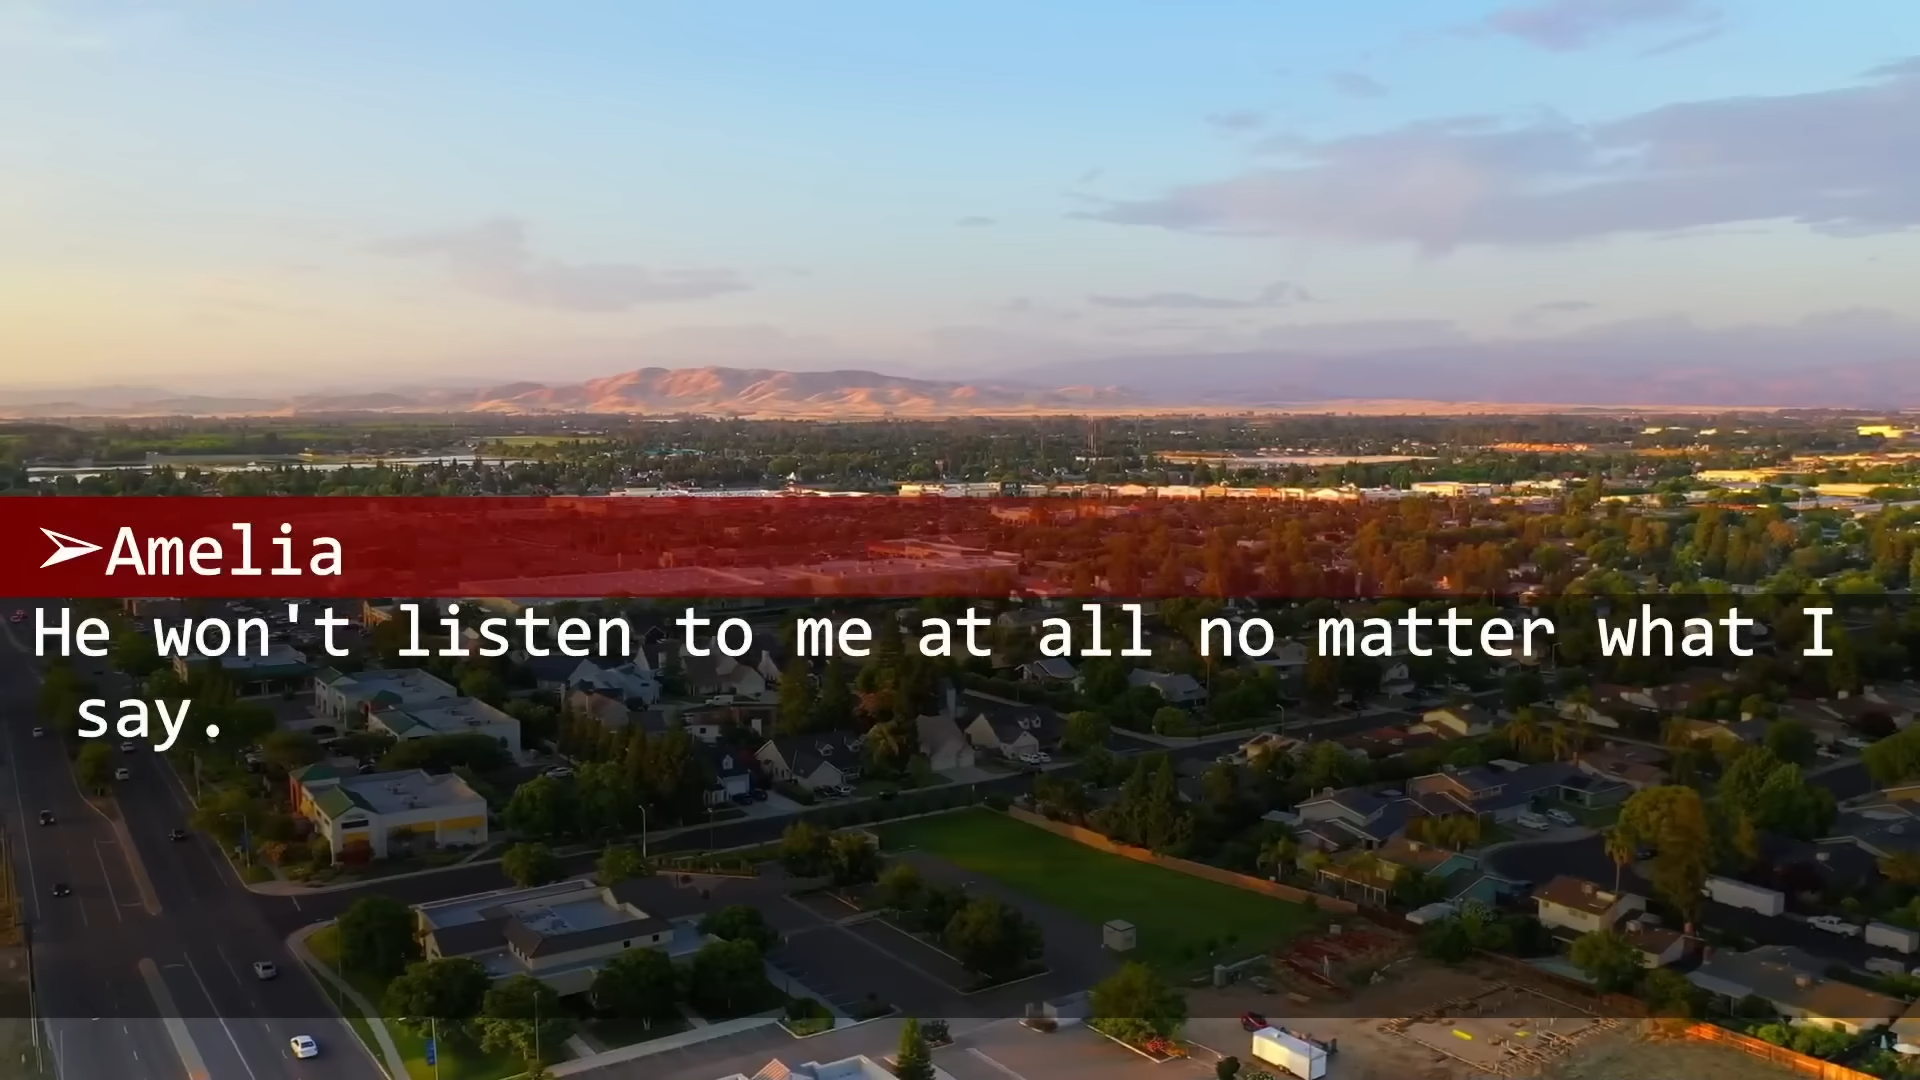 ➢Amelia
He won't listen to me at all no matter what I
say.